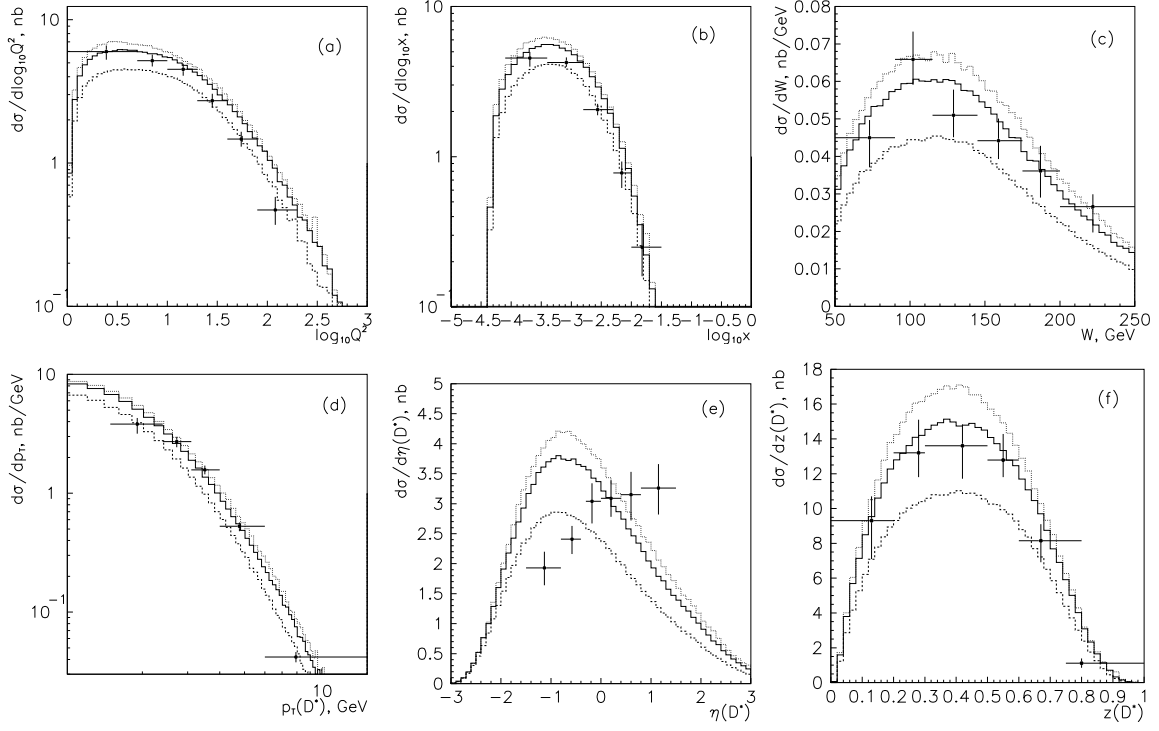 dσ/dlog₁₀Q², nb
10
1
10⁻¹
(a)
0 0.5 1 1.5 2 2.5 3
log₁₀Q²
dσ/dlog₁₀x, nb
10
1
10⁻¹
(b)
−5 −4.5 −4 −3.5 −3 −2.5 −2 −1.5 −1 −0.5 0
log₁₀x
dσ/dW, nb/GeV
0.08
0.07
0.06
0.05
0.04
0.03
0.02
0.01
0
(c)
50 100 150 200 250
W, GeV
dσ/dp_T, nb/GeV
10
1
10⁻¹
(d)
10
p_T(D*), GeV
dσ/dη(D*), nb
5
4.5
4
3.5
3
2.5
2
1.5
1
0.5
0
(e)
−3 −2 −1 0 1 2 3
η(D*)
dσ/dz(D*), nb
18
16
14
12
10
8
6
4
2
0
(f)
0 0.1 0.2 0.3 0.4 0.5 0.6 0.7 0.8 0.9 1
z(D*)